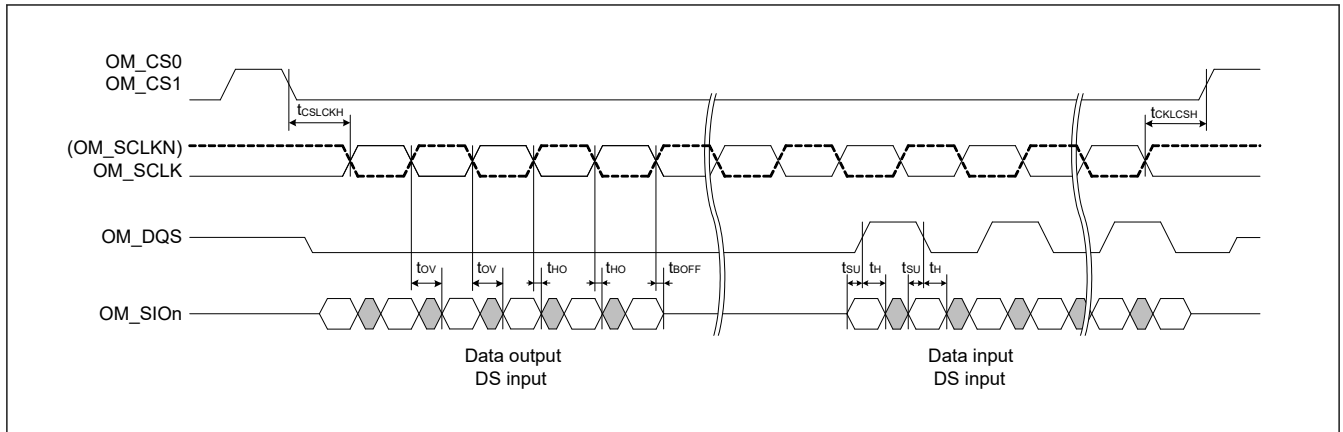 OM_CS0
OM_CS1
tCSLCKH
tCKLCSH
(OM_SCLKN)
OM_SCLK
OM_DQS
tOV
tOV
tHO
tHO
tBOFF
tSU
tH
tSU
tH
OM_SIOn
Data output
DS input
Data input
DS input